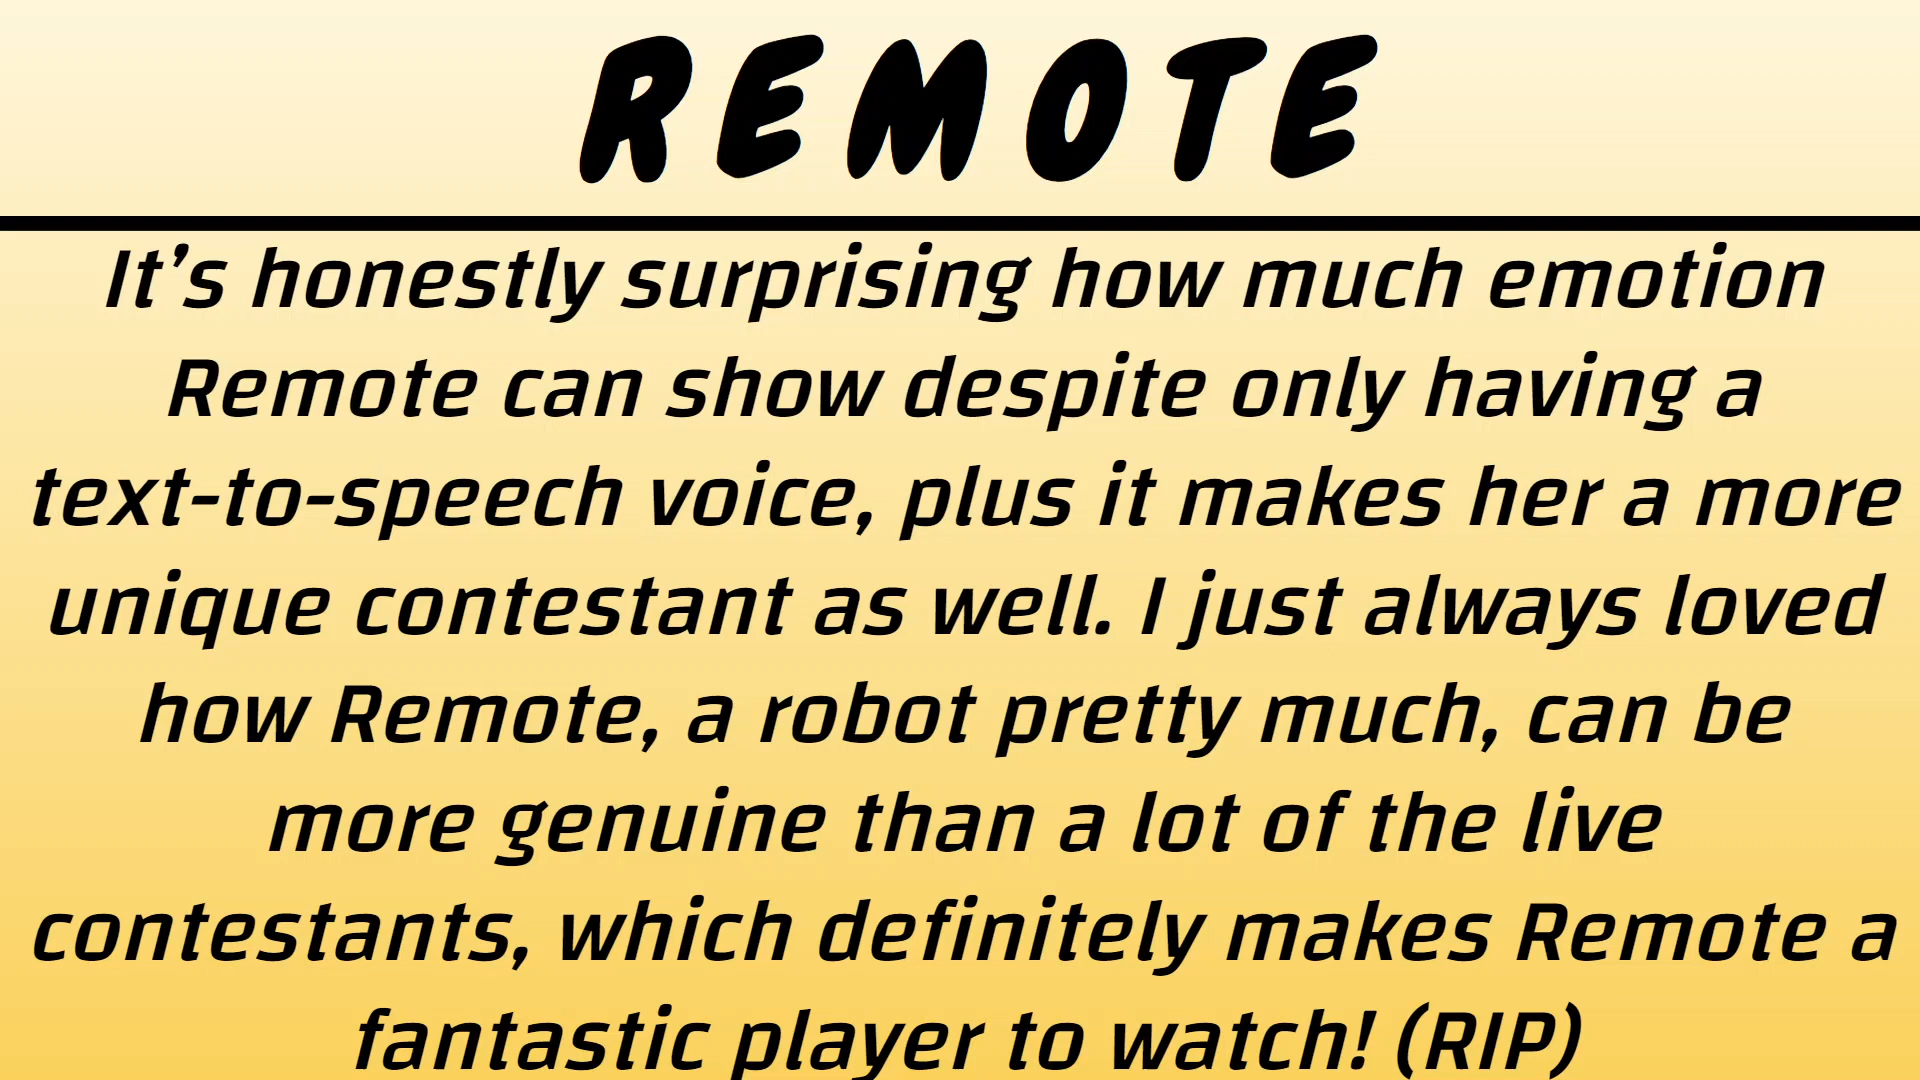 REMOTE
It’s honestly surprising how much emotion
Remote can show despite only having a
text-to-speech voice, plus it makes her a more
unique contestant as well. I just always loved
how Remote, a robot pretty much, can be
more genuine than a lot of the live
contestants, which definitely makes Remote a
fantastic player to watch! (RIP)